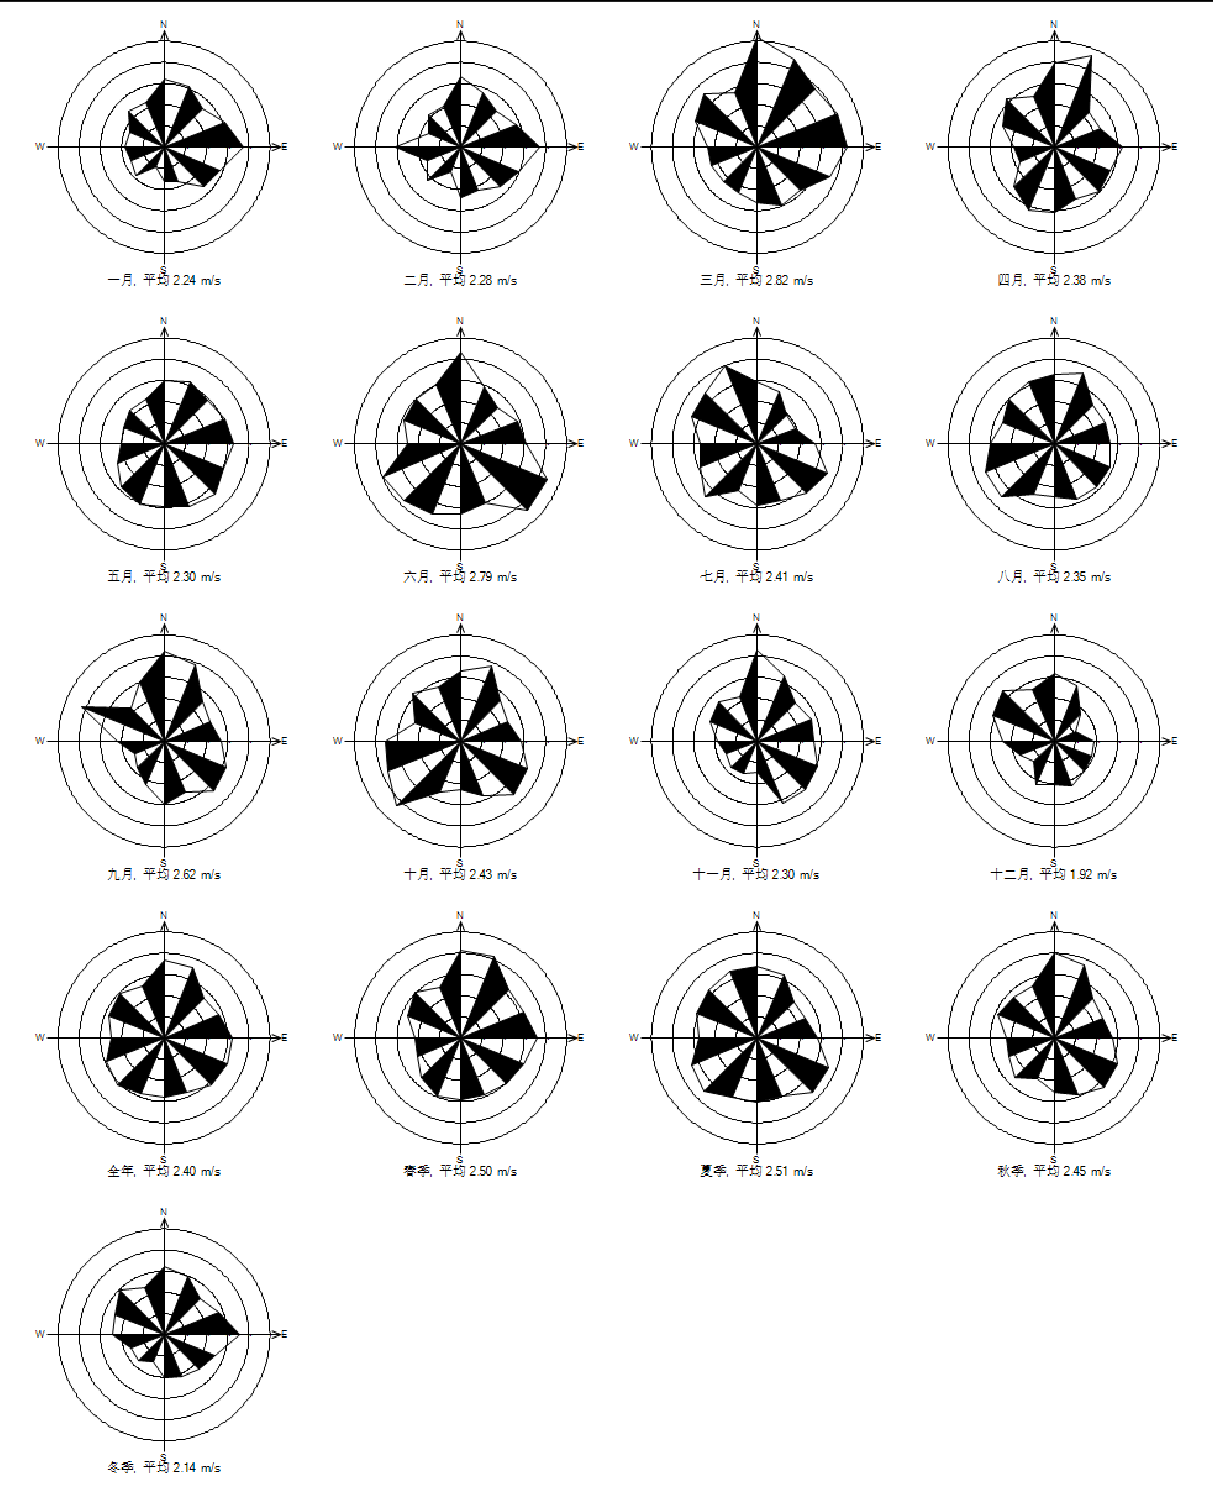 N N N N
W E W E W E W E
S S S S
一月, 平均 2.24 m/s 二月, 平均 2.28 m/s 三月, 平均 2.82 m/s 四月, 平均 2.38 m/s
N N N N
W E W E W E W E
S S S S
五月, 平均 2.30 m/s 六月, 平均 2.79 m/s 七月, 平均 2.41 m/s 八月, 平均 2.35 m/s
N N N N
W E W E W E W E
S S S S
九月, 平均 2.62 m/s 十月, 平均 2.43 m/s 十一月, 平均 2.30 m/s 十二月, 平均 1.92 m/s
N N N N
W E W E W E W E
S S S S
全年, 平均 2.40 m/s 春季, 平均 2.50 m/s 夏季, 平均 2.51 m/s 秋季, 平均 2.45 m/s
N
W E
S
冬季, 平均 2.14 m/s